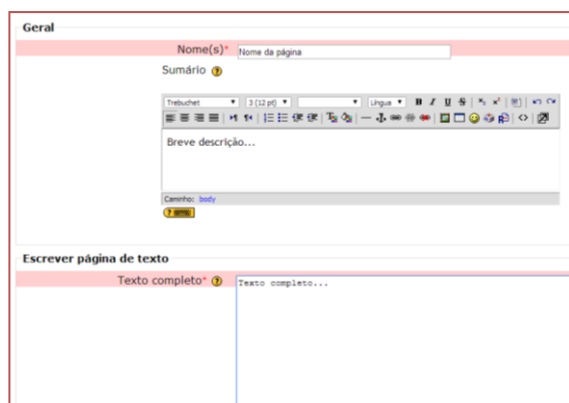 Geral
Nome(s)* Nome da página
Sumário
Trebuchet 3 (12 pt) Língua B I U S
Breve descrição...
Caminho: body
Escrever página de texto
Texto completo* Texto completo...